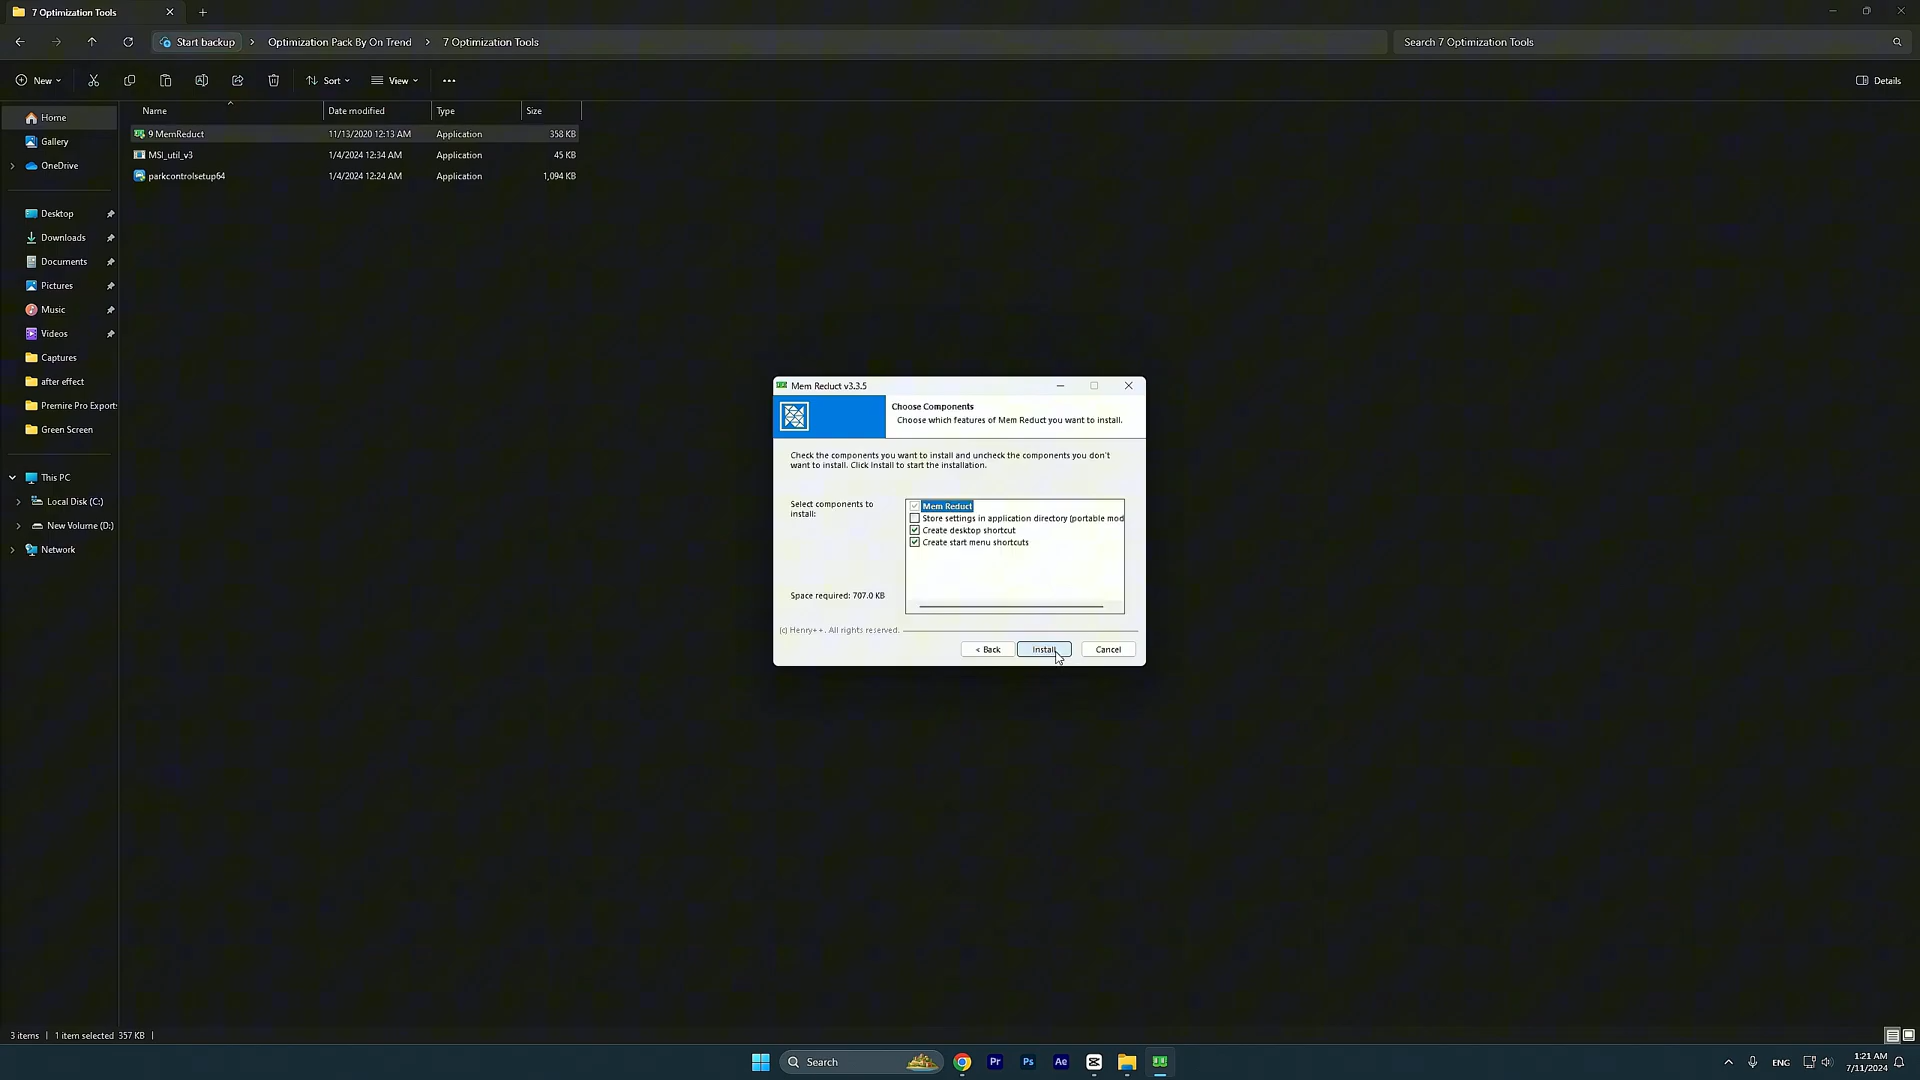 7 Optimization Tools
Start backup
Optimization Pack By On Trend
7 Optimization Tools
Search 7 Optimization Tools
New
Sort
View
Details
Name
Date modified
Type
Size
9 MemReduct
11/13/2020 12:13 AM
Application
358 KB
MSI_util_v3
1/4/2024 12:34 AM
Application
45 KB
parkcontrolsetup64
1/4/2024 12:24 AM
Application
1,094 KB
Home
Gallery
OneDrive
Desktop
Downloads
Documents
Pictures
Music
Videos
Captures
after effect
Premire Pro Exports
Green Screen
This PC
Local Disk (C:)
New Volume (D:)
Network
Mem Reduct v3.3.5
Choose Components
Choose which features of Mem Reduct you want to install.
Check the components you want to install and uncheck the components you don't
want to install. Click Install to start the installation.
Select components to
install:
Mem Reduct
Store settings in application directory (portable mod
Create desktop shortcut
Create start menu shortcuts
Space required: 707.0 KB
(c) Henry++. All rights reserved.
< Back
Install
Cancel
3 items
1 item selected 357 KB
Search
Pr
Ps
Ae
ENG
1:21 AM
7/11/2024